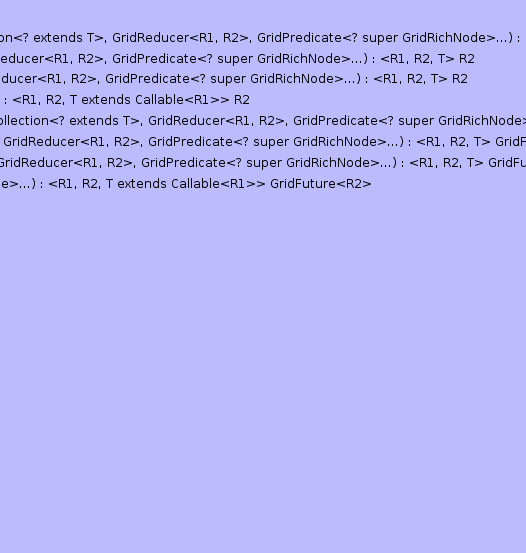 on<? extends T>, GridReducer<R1, R2>, GridPredicate<? super GridRichNode>...) :
educer<R1, R2>, GridPredicate<? super GridRichNode>...) : <R1, R2, T> R2
ducer<R1, R2>, GridPredicate<? super GridRichNode>...) : <R1, R2, T> R2
: <R1, R2, T extends Callable<R1>> R2
ollection<? extends T>, GridReducer<R1, R2>, GridPredicate<? super GridRichNode>
GridReducer<R1, R2>, GridPredicate<? super GridRichNode>...) : <R1, R2, T> GridF
GridReducer<R1, R2>, GridPredicate<? super GridRichNode>...) : <R1, R2, T> GridFu
e>...) : <R1, R2, T extends Callable<R1>> GridFuture<R2>